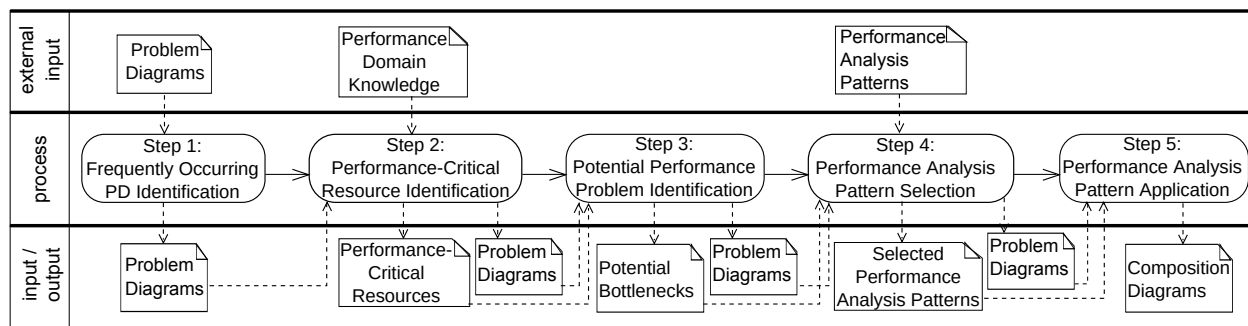 external
input
Problem
Diagrams
Performance
Domain
Knowledge
Performance
Analysis
Patterns
process
Step 1:
Frequently Occurring
PD Identification
Step 2:
Performance-Critical
Resource Identification
Step 3:
Potential Performance
Problem Identification
Step 4:
Performance Analysis
Pattern Selection
Step 5:
Performance Analysis
Pattern Application
input /
output
Problem
Diagrams
Performance-
Critical
Resources
Problem
Diagrams
Potential
Bottlenecks
Problem
Diagrams
Selected
Performance
Analysis Patterns
Problem
Diagrams
Composition
Diagrams